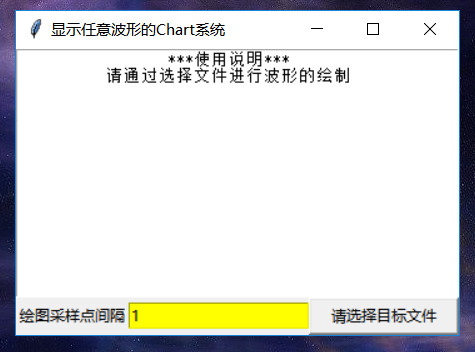 显示任意波形的Chart系统
***使用说明***
请通过选择文件进行波形的绘制
绘图采样点间隔 1 请选择目标文件